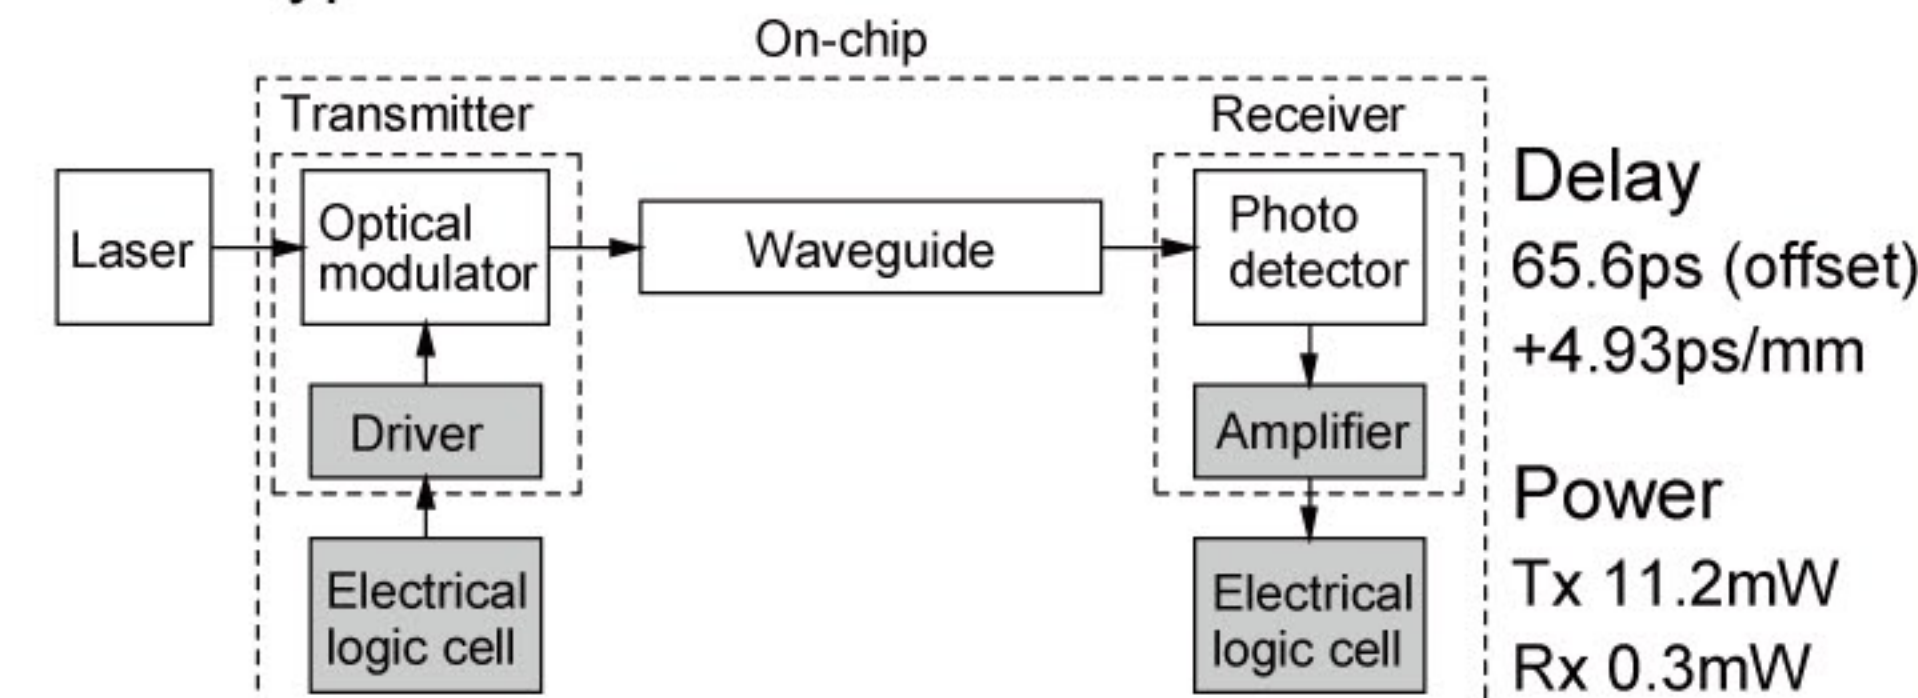 On-chip
Transmitter
Receiver
Laser
Optical
modulator
Waveguide
Photo
detector
Driver
Amplifier
Electrical
logic cell
Electrical
logic cell
Delay
65.6ps (offset)
+4.93ps/mm
Power
Tx 11.2mW
Rx 0.3mW